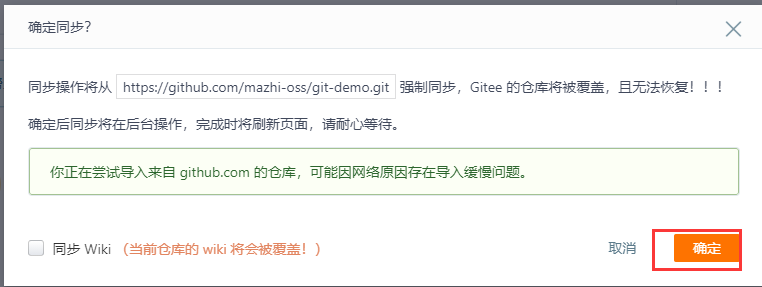 确定同步?
同步操作将从 https://github.com/mazhi-oss/git-demo.git 强制同步，Gitee 的仓库将被覆盖，且无法恢复！！！
确定后同步将在后台操作，完成时将刷新页面，请耐心等待。
你正在尝试导入来自 github.com 的仓库，可能因网络原因存在导入缓慢问题。
同步 Wiki （当前仓库的 wiki 将会被覆盖！）
取消 确定